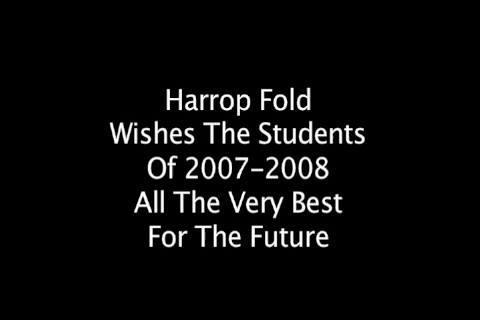 Harrop Fold
Wishes The Students
Of 2007-2008
All The Very Best
For The Future